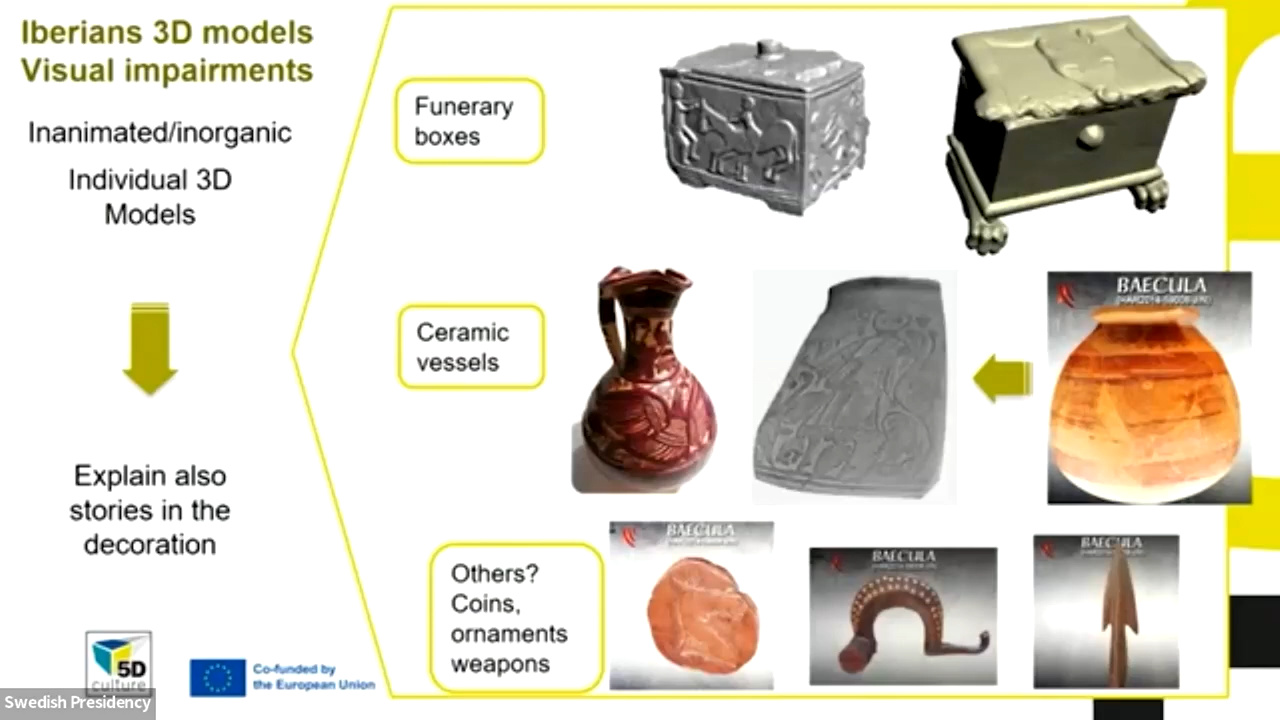 Iberians 3D models
Visual impairments
Inanimated/inorganic
Individual 3D
Models
Explain also
stories in the
decoration
Funerary
boxes
Ceramic
vessels
BAECULA
Others?
Coins,
ornaments
weapons
BAECULA
BAECULA
BAECULA
5D
culture
Co-funded by
the European Union
Swedish Presidency